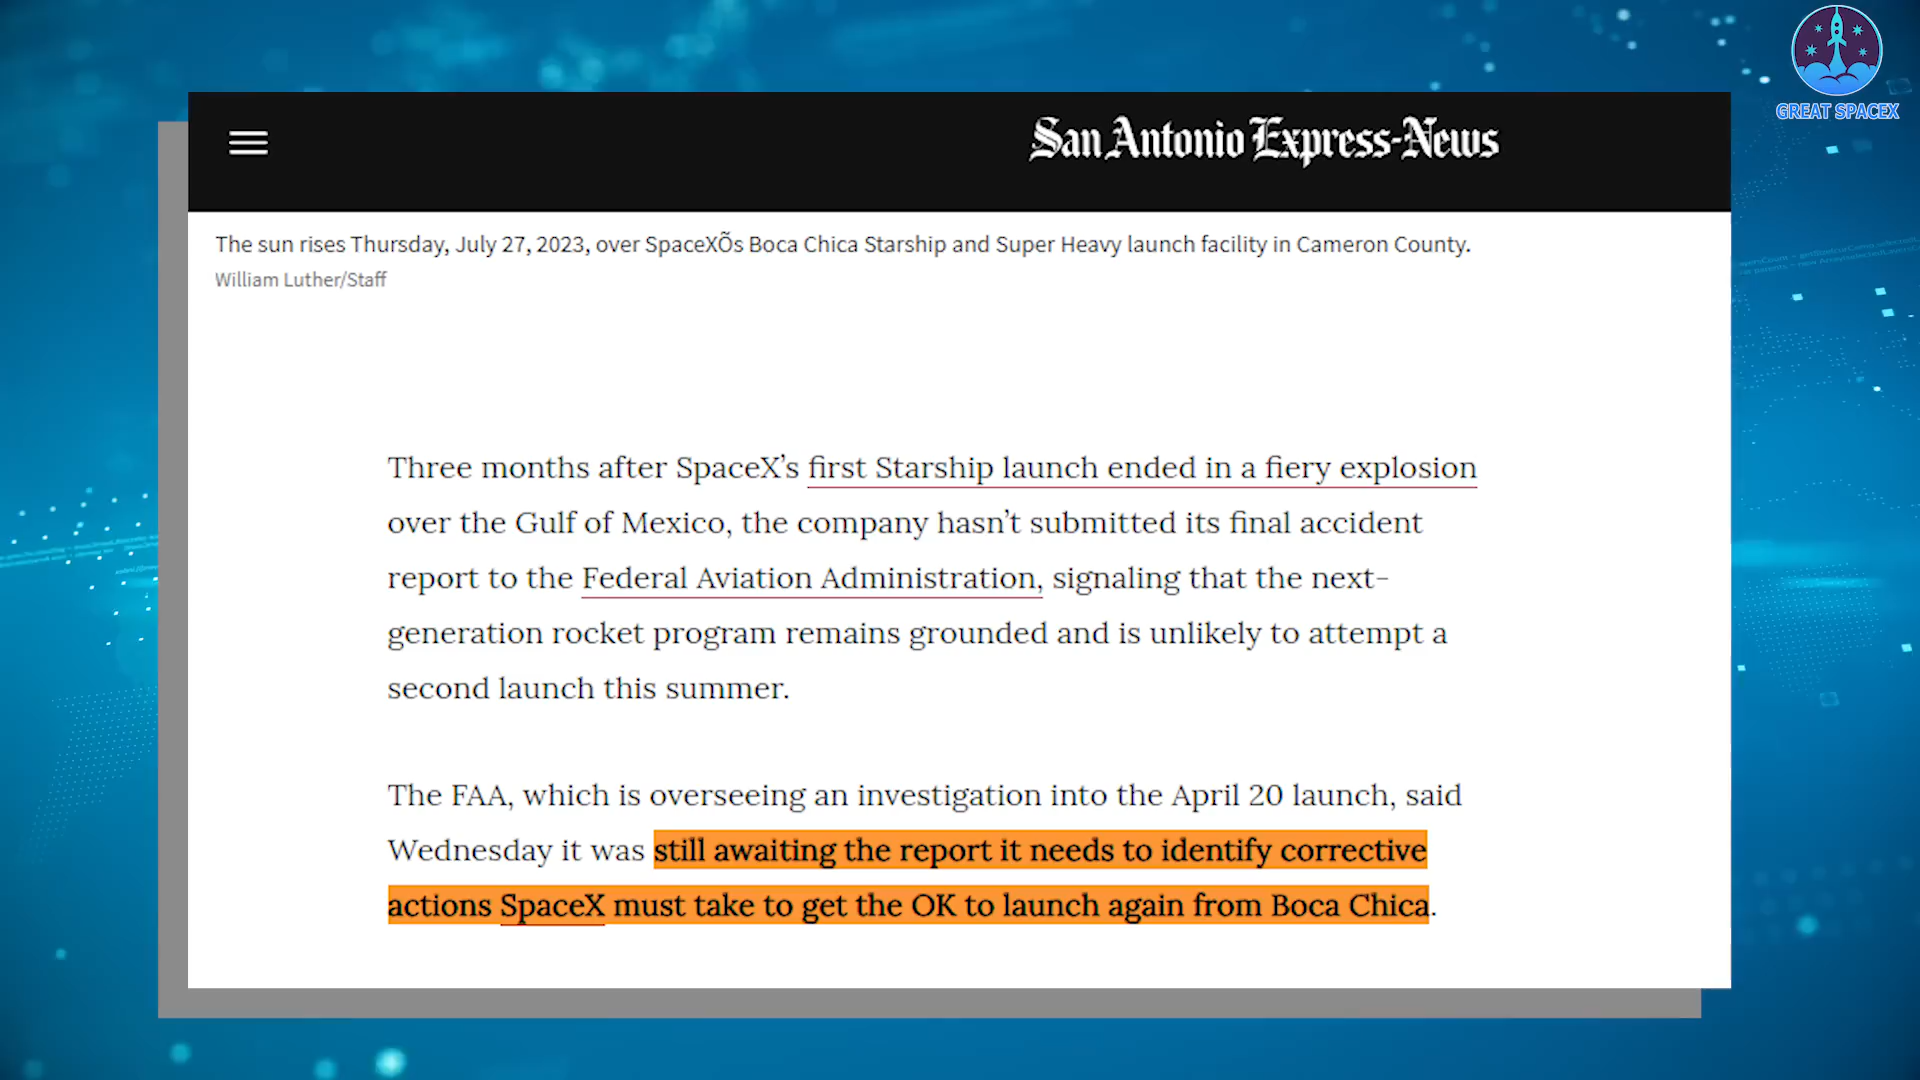 GREAT SPACEX
San Antonio Express-News
The sun rises Thursday, July 27, 2023, over SpaceXÕs Boca Chica Starship and Super Heavy launch facility in Cameron County.
William Luther/Staff
Three months after SpaceX’s first Starship launch ended in a fiery explosion
over the Gulf of Mexico, the company hasn’t submitted its final accident
report to the Federal Aviation Administration, signaling that the next-
generation rocket program remains grounded and is unlikely to attempt a
second launch this summer.
The FAA, which is overseeing an investigation into the April 20 launch, said
Wednesday it was still awaiting the report it needs to identify corrective
actions SpaceX must take to get the OK to launch again from Boca Chica.